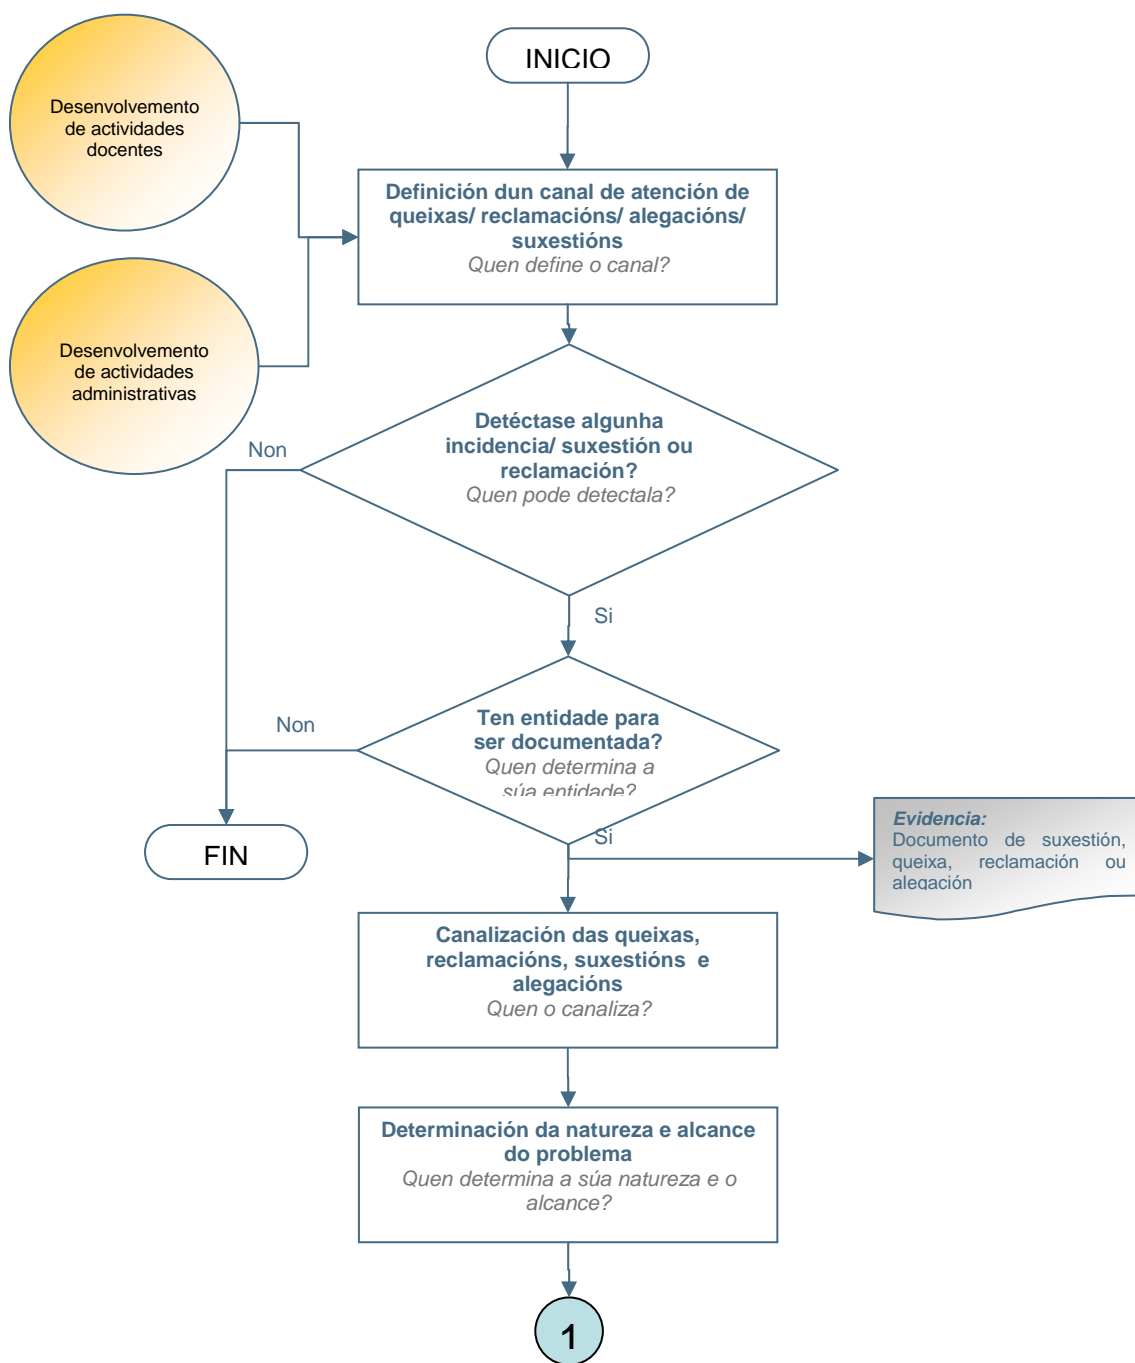 INICIO
Desenvolvemento
de actividades
docentes
Definición dun canal de atención de
queixas/ reclamacións/ alegacións/
suxestións
Quen define o canal?
Desenvolvemento
de actividades
administrativas
Detéctase algunha
incidencia/ suxestión ou
reclamación?
Quen pode detectala?
Non
Si
Ten entidade para
ser documentada?
Quen determina a
súa entidade?
Non
Si
FIN
Evidencia:
Documento de suxestión,
queixa, reclamación ou
alegación
Canalización das queixas,
reclamacións, suxestións e
alegacións
Quen o canaliza?
Determinación da natureza e alcance
do problema
Quen determina a súa natureza e o
alcance?
1